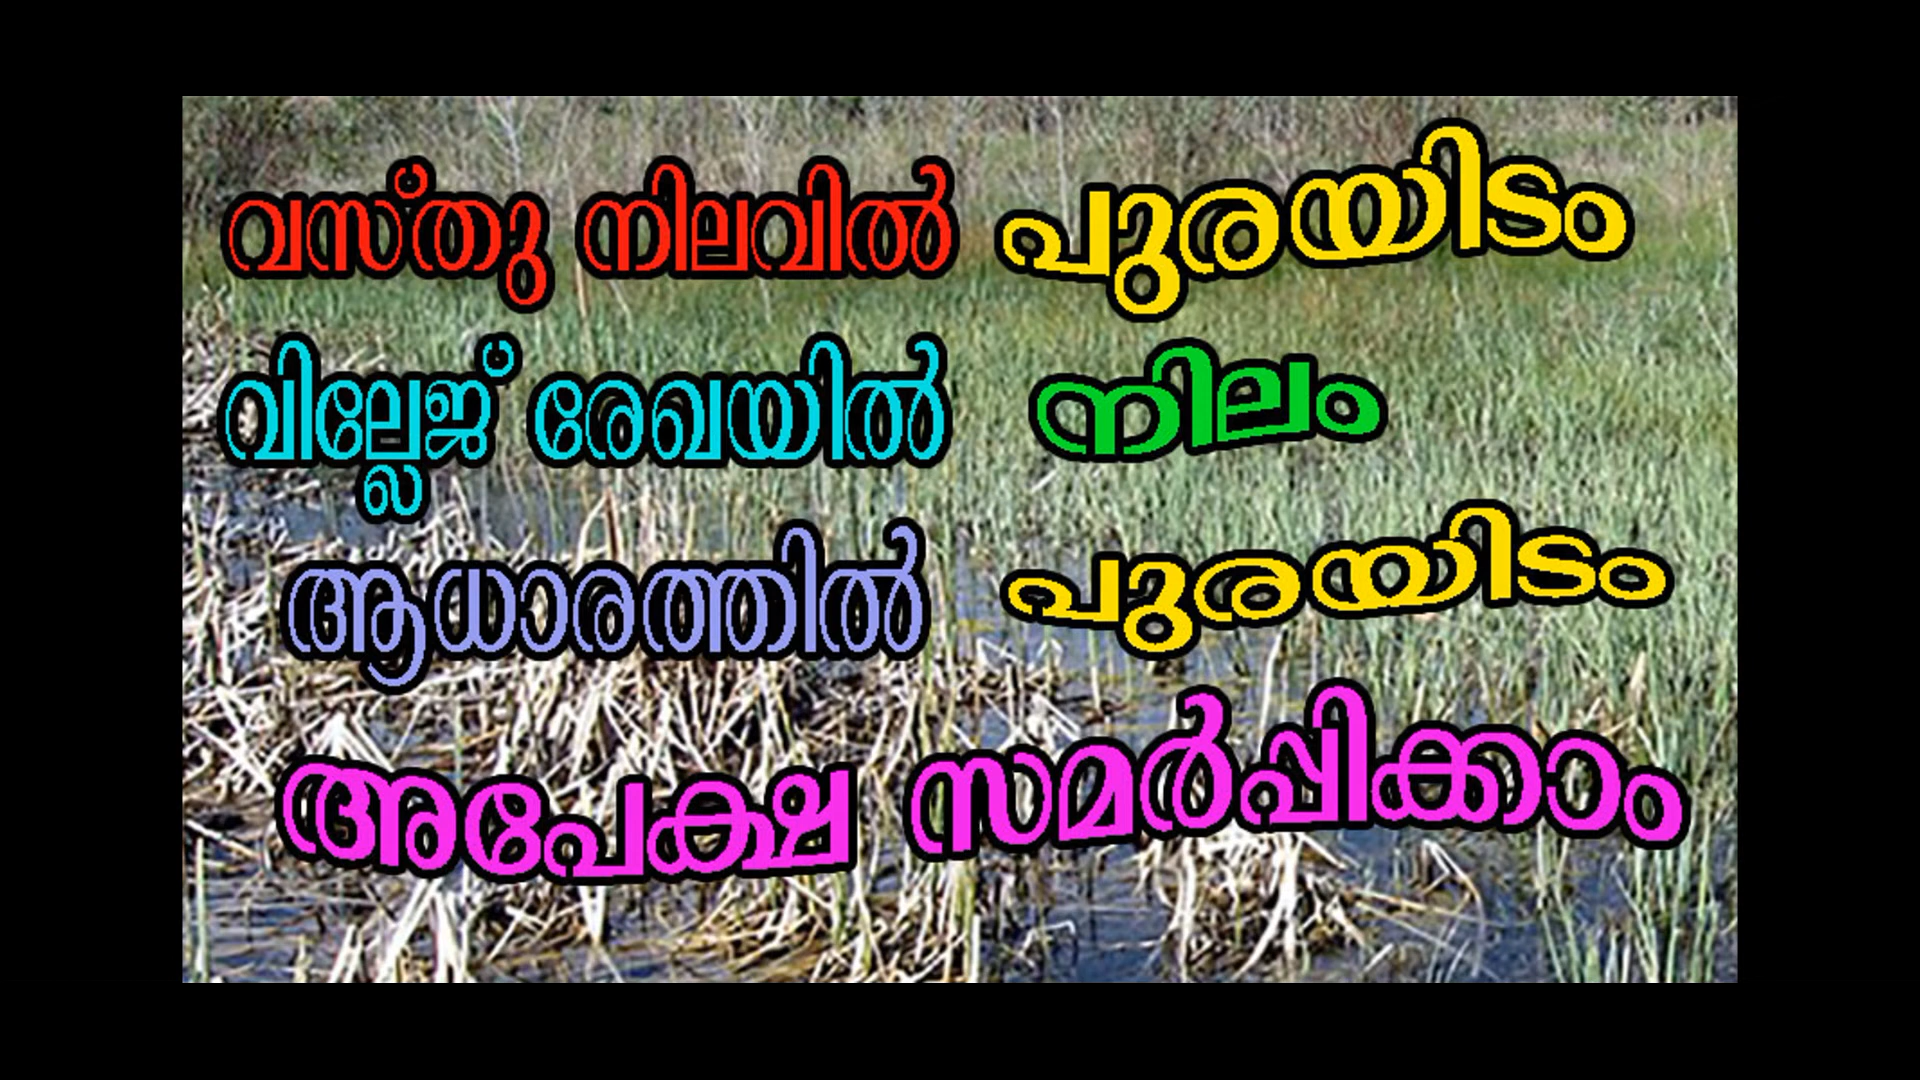 വസ്തു നിലവിൽ പുരയിടം
വില്ലേജ് രേഖയിൽ നിലം
ആധാരത്തിൽ പുരയിടം
അപേക്ഷ സമർപ്പിക്കാം